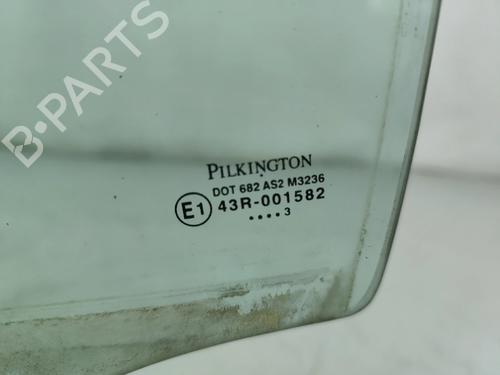 B-PARTS
PILKINGTON
DOT 682 AS2 M3236
E1 43R-001582
•••• 3